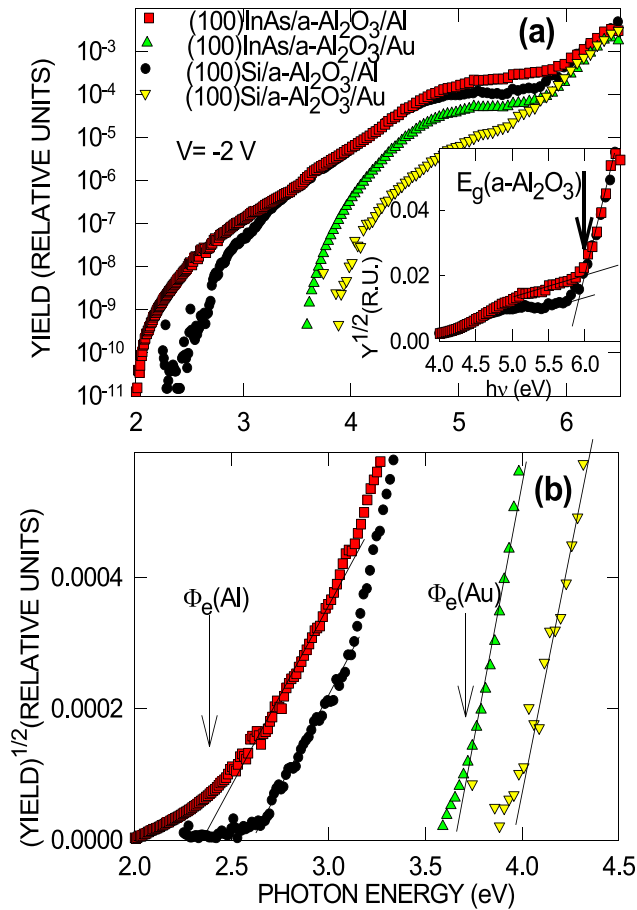 (a)
(100)InAs/a-Al₂O₃/Al
(100)InAs/a-Al₂O₃/Au
(100)Si/a-Al₂O₃/Al
(100)Si/a-Al₂O₃/Au
V= -2 V
YIELD (RELATIVE UNITS)
10⁻³
10⁻⁴
10⁻⁵
10⁻⁶
10⁻⁷
10⁻⁸
10⁻⁹
10⁻¹⁰
10⁻¹¹
2 3 4 5 6
E_g(a-Al₂O₃)
Y^1/2(R.U.)
0.04
0.02
0.00
4.0 4.5 5.0 5.5 6.0
hν (eV)
(b)
Φₑ(Al)
Φₑ(Au)
(YIELD)^1/2(RELATIVE UNITS)
0.0004
0.0002
0.0000
2.0 2.5 3.0 3.5 4.0 4.5
PHOTON ENERGY (eV)